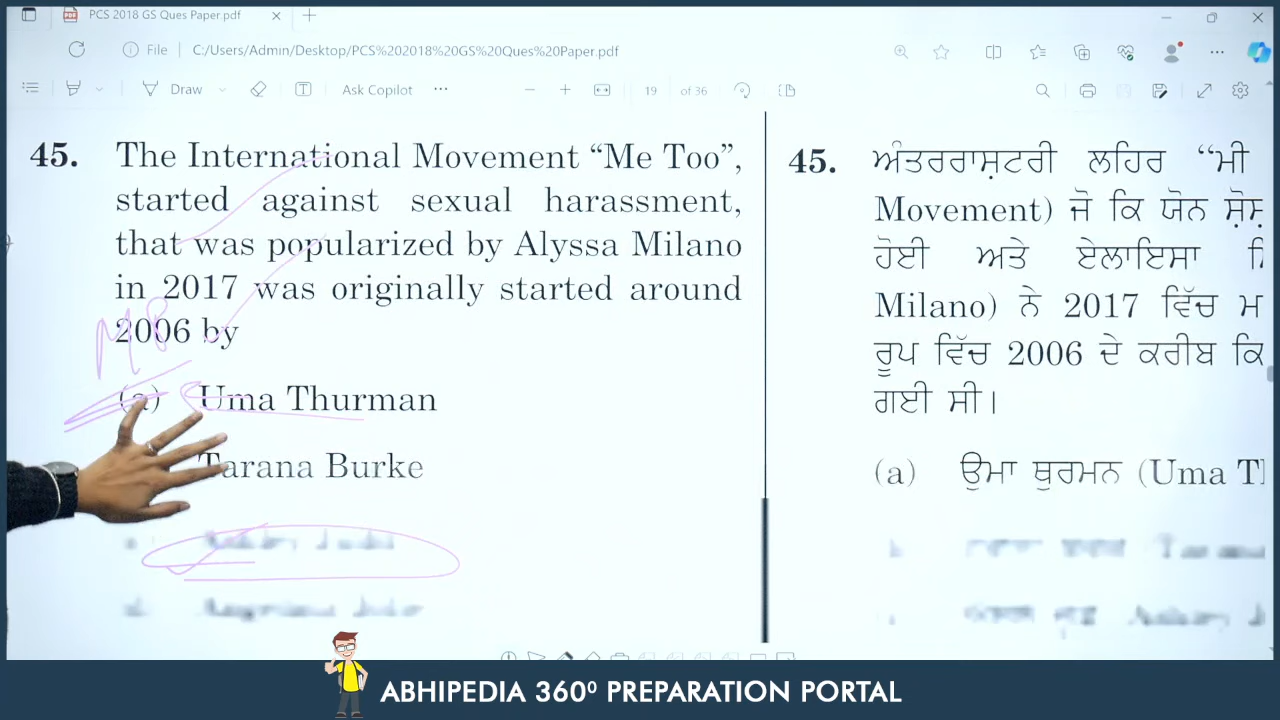 PCS 2018 GS Ques Paper.pdf
File C:/Users/Admin/Desktop/PCS%202018%20GS%20Ques%20Paper.pdf
Draw Ask Copilot 19 of 36
45. The International Movement “Me Too”,
started against sexual harassment,
that was popularized by Alyssa Milano
in 2017 was originally started around
2006 by
(a) Uma Thurman
Tarana Burke
45. ਅੰਤਰਰਾਸ਼ਟਰੀ ਲਹਿਰ ‘‘ਮੀ
Movement) ਜੋ ਕਿ ਯੋਨ
ਹੋਈ ਅਤੇ ਏਲਾਇਸਾ
Milano) ਨੇ 2017 ਵਿੱਚ
ਰੂਪ ਵਿੱਚ 2006 ਦੇ ਕਰੀਬ ਕਿ
ਗਈ ਸੀ।
(a) ਉਮਾ ਥੁਰਮਨ (Uma T
ABHIPEDIA 360⁰ PREPARATION PORTAL